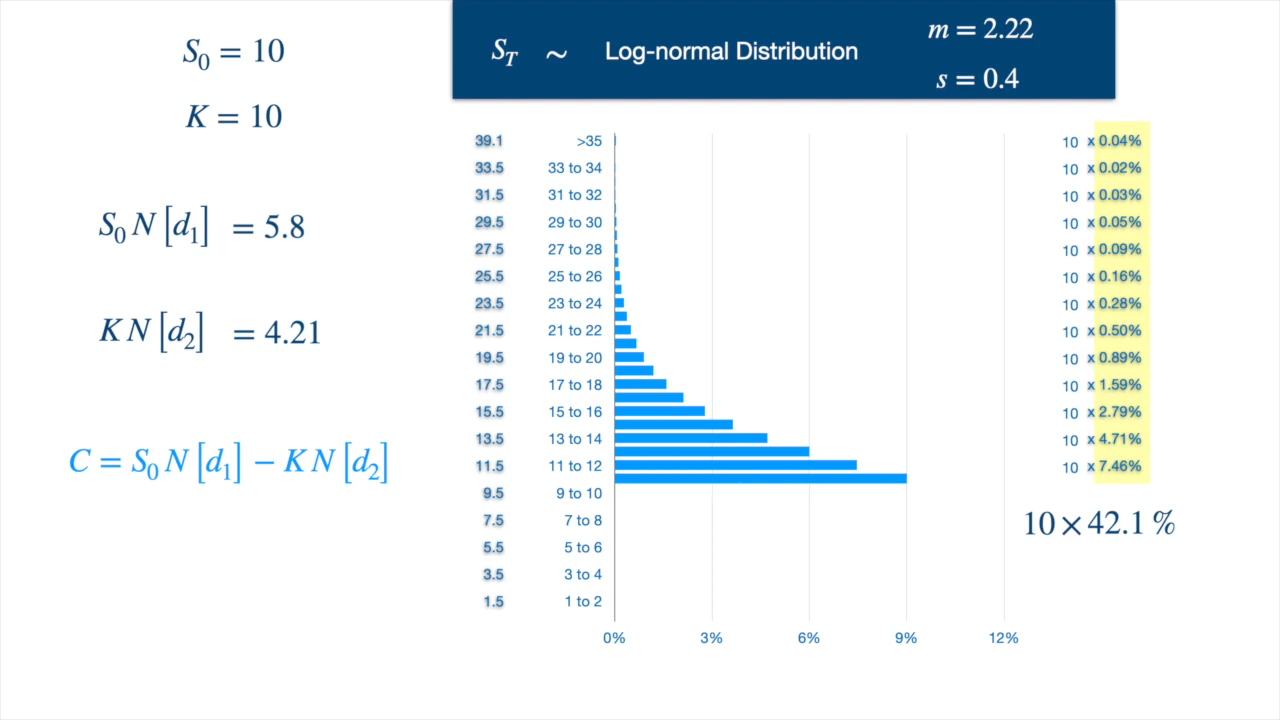 S₀ = 10
K = 10
S₀ N[d₁] = 5.8
K N[d₂] = 4.21
C = S₀ N[d₁] − K N[d₂]
S_T ~ Log-normal Distribution
m = 2.22
s = 0.4
39.1 >35 10 x 0.04%
33.5 33 to 34 10 x 0.02%
31.5 31 to 32 10 x 0.03%
29.5 29 to 30 10 x 0.05%
27.5 27 to 28 10 x 0.09%
25.5 25 to 26 10 x 0.16%
23.5 23 to 24 10 x 0.28%
21.5 21 to 22 10 x 0.50%
19.5 19 to 20 10 x 0.89%
17.5 17 to 18 10 x 1.59%
15.5 15 to 16 10 x 2.79%
13.5 13 to 14 10 x 4.71%
11.5 11 to 12 10 x 7.46%
9.5 9 to 10
7.5 7 to 8
5.5 5 to 6
3.5 3 to 4
1.5 1 to 2
0% 3% 6% 9% 12%
10 × 42.1 %